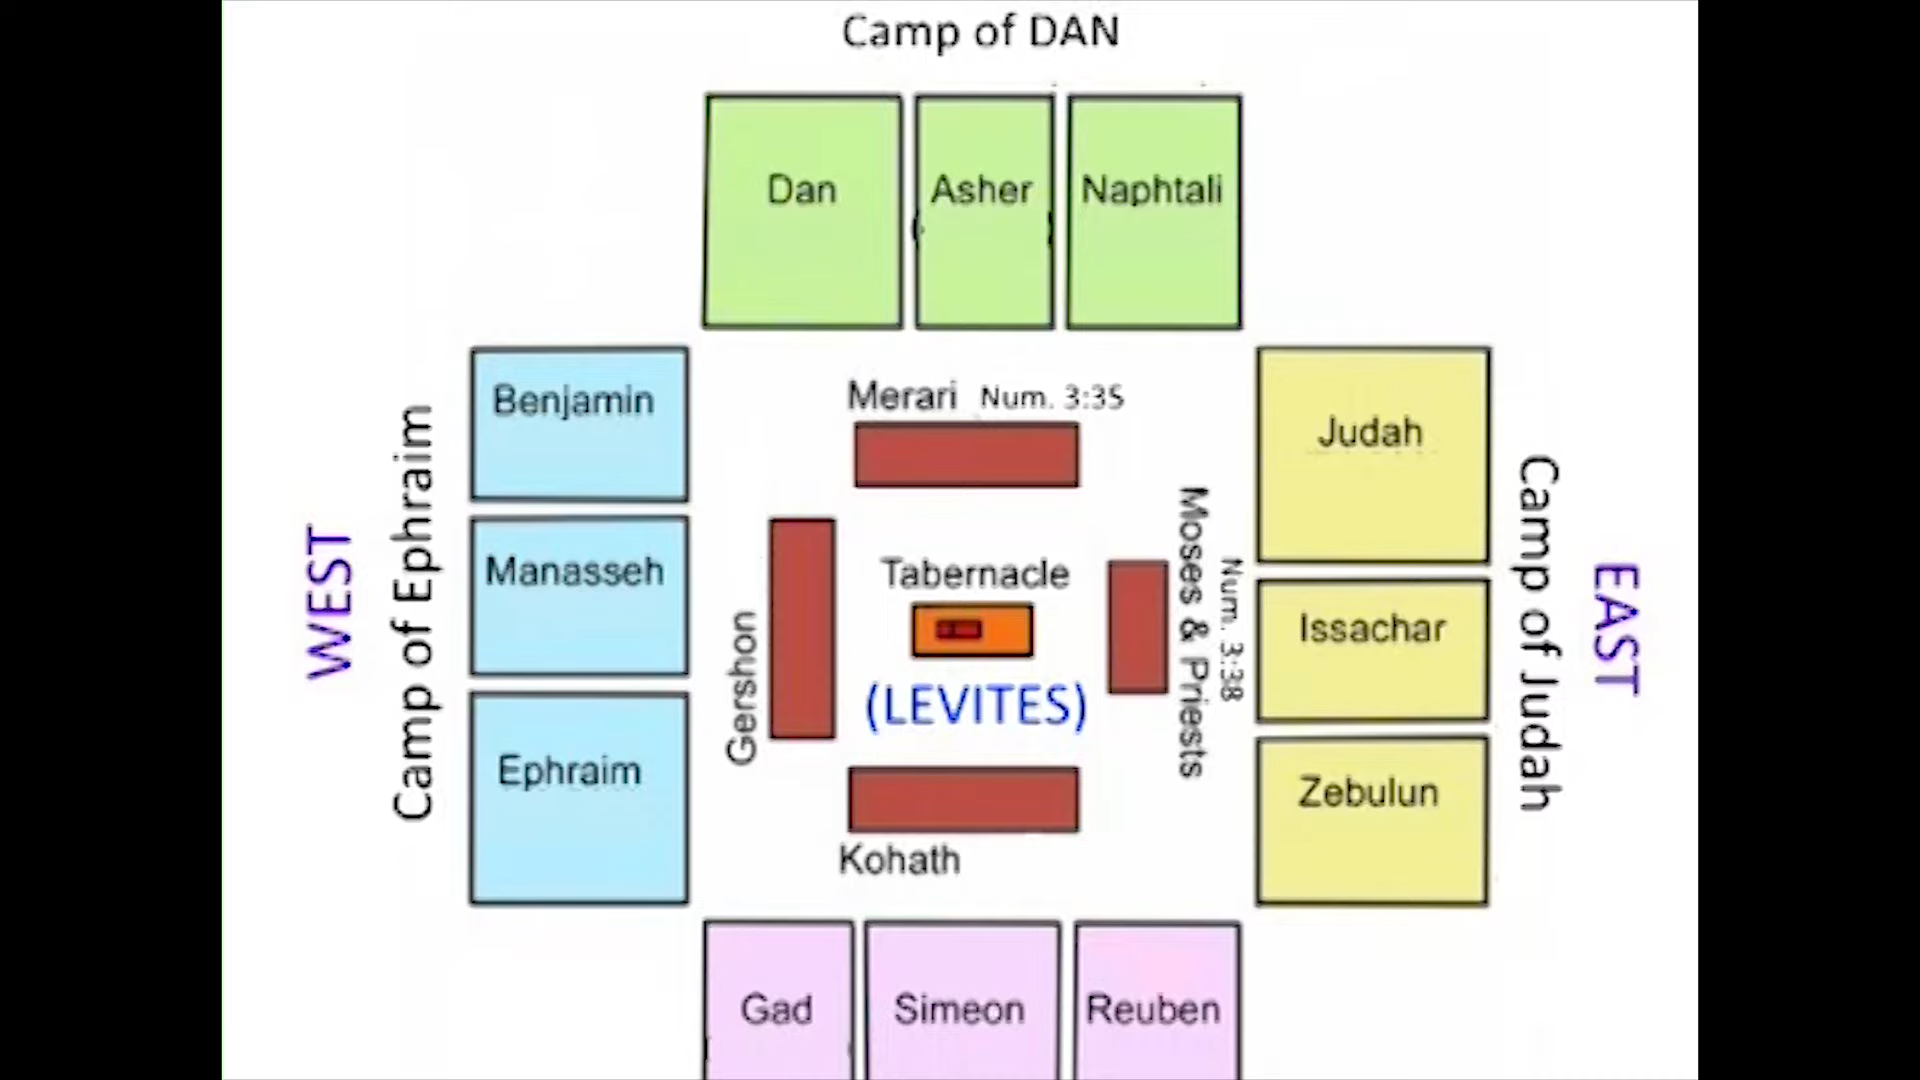 Camp of DAN
Dan
Asher
Naphtali
Benjamin
Manasseh
Ephraim
Camp of Ephraim
WEST
Merari Num. 3:35
Gershon
Tabernacle
(LEVITES)
Kohath
Moses & Priests
Num. 3:38
Judah
Issachar
Zebulun
Camp of Judah
EAST
Gad
Simeon
Reuben